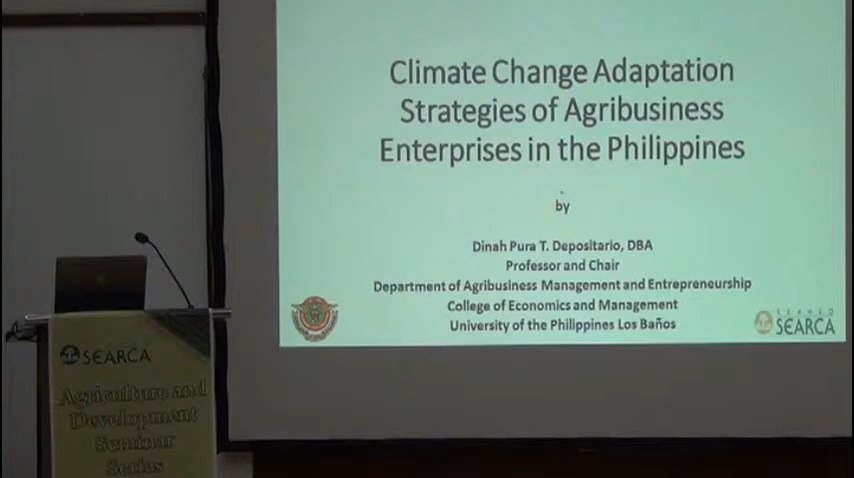 Climate Change Adaptation
Strategies of Agribusiness
Enterprises in the Philippines
by
Dinah Pura T. Depositario, DBA
Professor and Chair
Department of Agribusiness Management and Entrepreneurship
College of Economics and Management
University of the Philippines Los Baños
SEAMEO
SEARCA
SEARCA
Agriculture and
Development
Seminar
Series